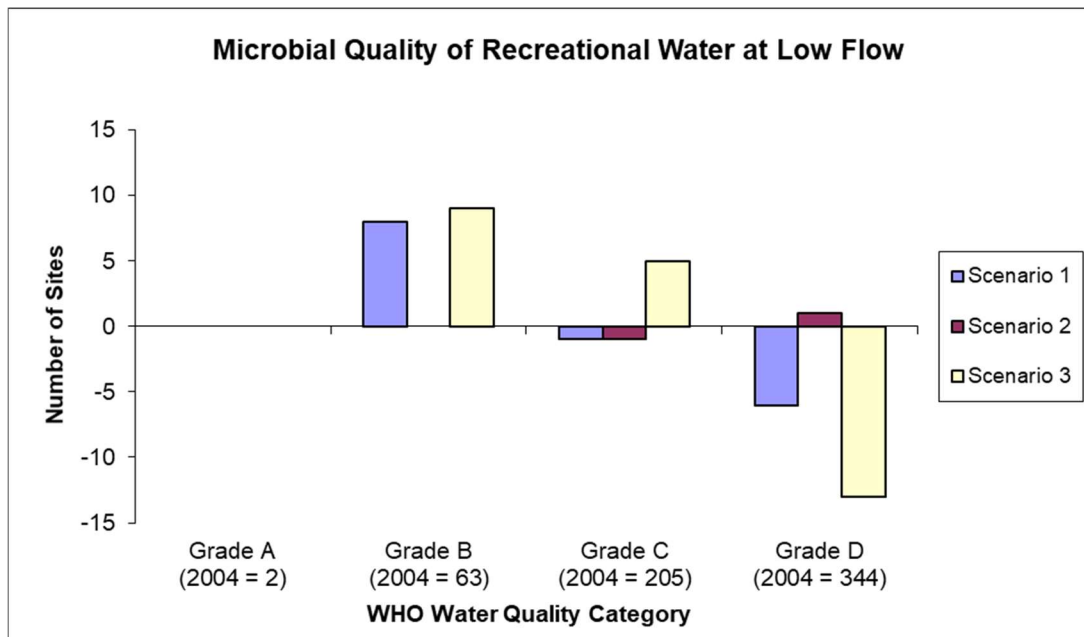 Microbial Quality of Recreational Water at Low Flow
15
10
5
0
-5
-10
-15
Number of Sites
Grade A
(2004 = 2)
Grade B
(2004 = 63)
Grade C
(2004 = 205)
Grade D
(2004 = 344)
WHO Water Quality Category
Scenario 1
Scenario 2
Scenario 3